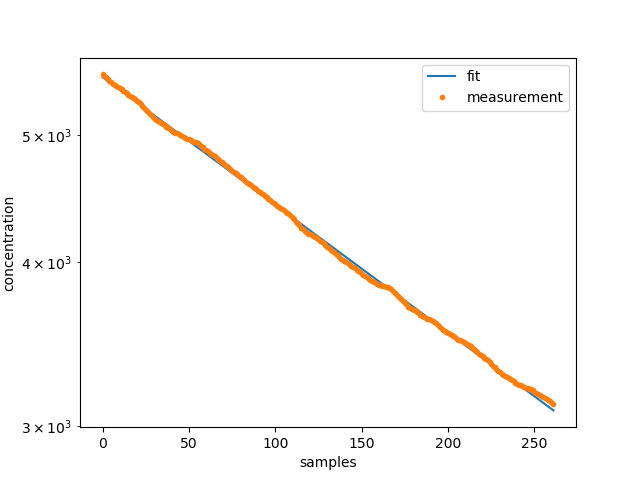 fit
measurement
5 × 10³
4 × 10³
3 × 10³
concentration
0
50
100
150
200
250
samples